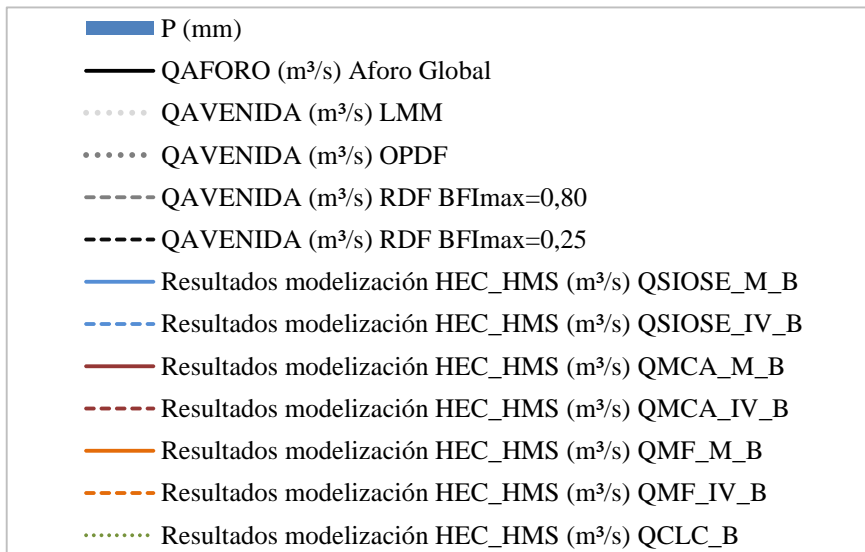 P (mm)
QAFORO (m³/s) Aforo Global
QAVENIDA (m³/s) LMM
QAVENIDA (m³/s) OPDF
QAVENIDA (m³/s) RDF BFImax=0,80
QAVENIDA (m³/s) RDF BFImax=0,25
Resultados modelización HEC_HMS (m³/s) QSIOSE_M_B
Resultados modelización HEC_HMS (m³/s) QSIOSE_IV_B
Resultados modelización HEC_HMS (m³/s) QMCA_M_B
Resultados modelización HEC_HMS (m³/s) QMCA_IV_B
Resultados modelización HEC_HMS (m³/s) QMF_M_B
Resultados modelización HEC_HMS (m³/s) QMF_IV_B
Resultados modelización HEC_HMS (m³/s) QCLC_B